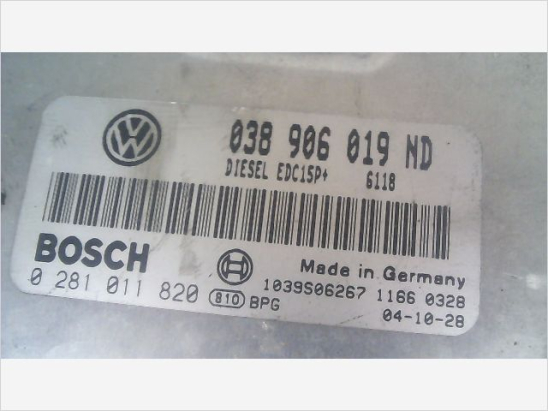 VW
038 906 019 ND
DIESEL EDC15P+ 6118
BOSCH
Made in Germany
0 281 011 820 810 BPG
1039S06267 1166 0328
04-10-28